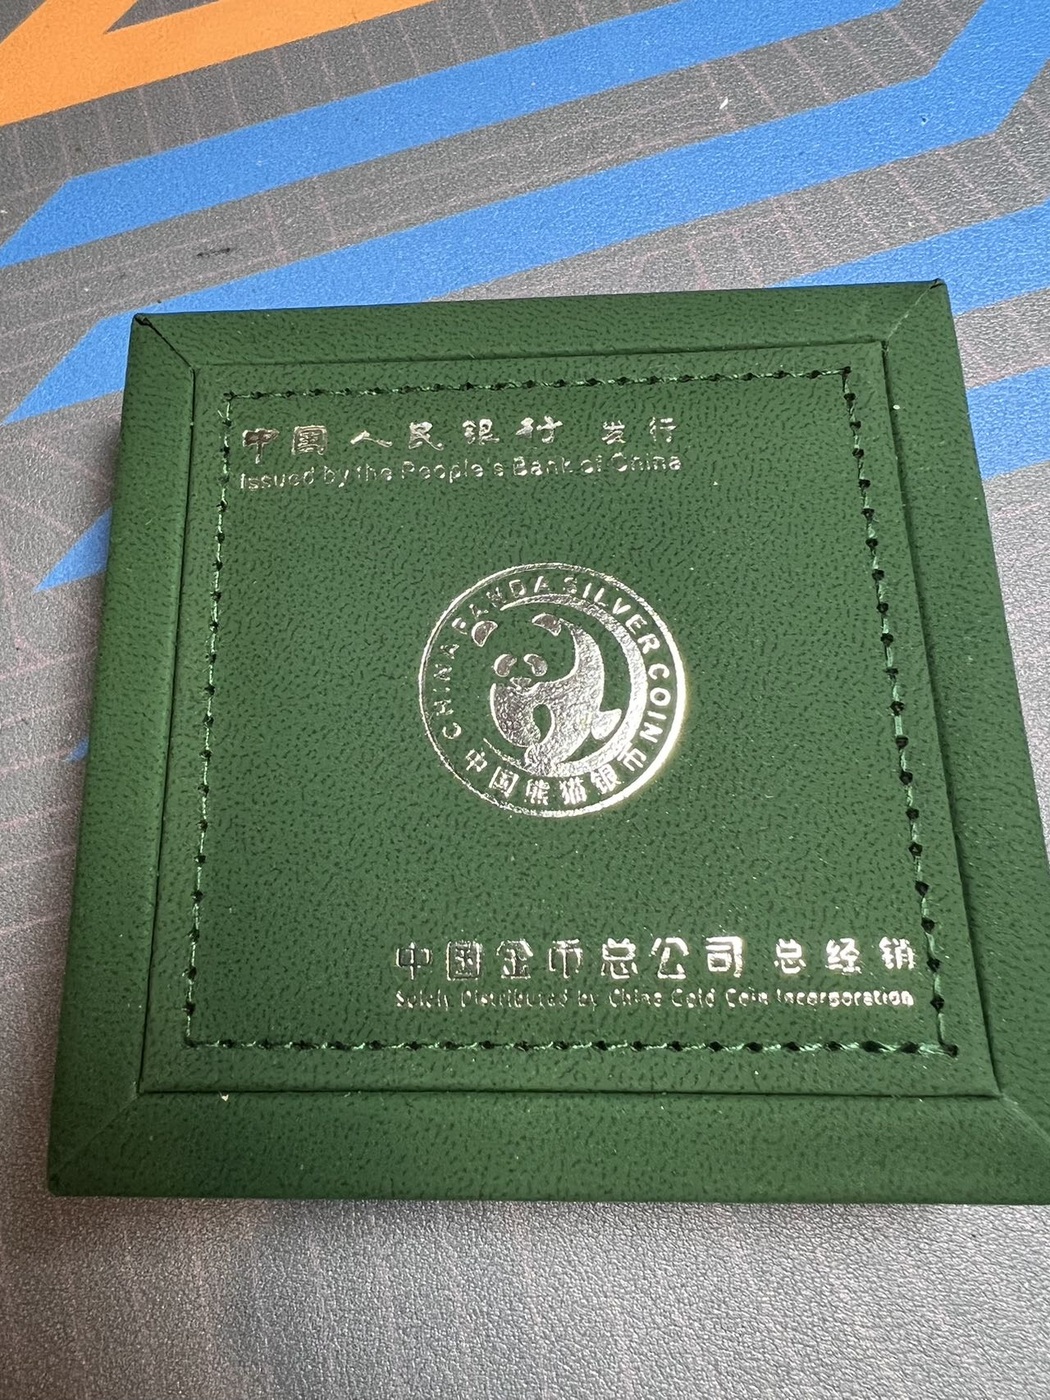 中国人民银行 发行
Issued by the People's Bank of China
CHINA PANDA SILVER COIN
中国熊猫银币
中国金币总公司 总经销
Solely Distributed by China Gold Coin Incorporation